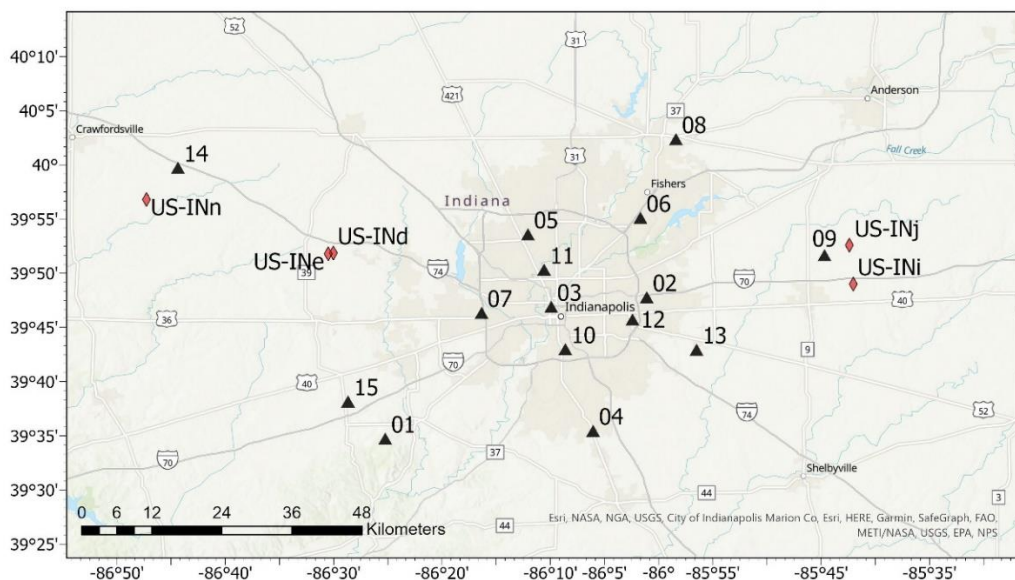 52
31
40°10'
421
37
Anderson
40°5'
Crawfordsville
08
31
Fall Creek
40°
14
Fishers
Indiana
06
39°55'
US-INn
05
US-INd
US-INj
09
US-INe
11
39°50'
39
74
70
US-INi
02
03
Indianapolis
07
40
39°45'
36
12
10
13
9
70
39°40'
40
15
52
74
01
04
39°35'
70
37
Shelbyville
39°30'
44
3
0 6 12 24 36 48
Kilometers
44
Esri, NASA, NGA, USGS, City of Indianapolis Marion Co, Esri, HERE, Garmin, SafeGraph, FAO,
METI/NASA, USGS, EPA, NPS
39°25'
-86°50' -86°40' -86°30' -86°20' -86°10' -86°5' -86° -85°55' -85°45' -85°35'